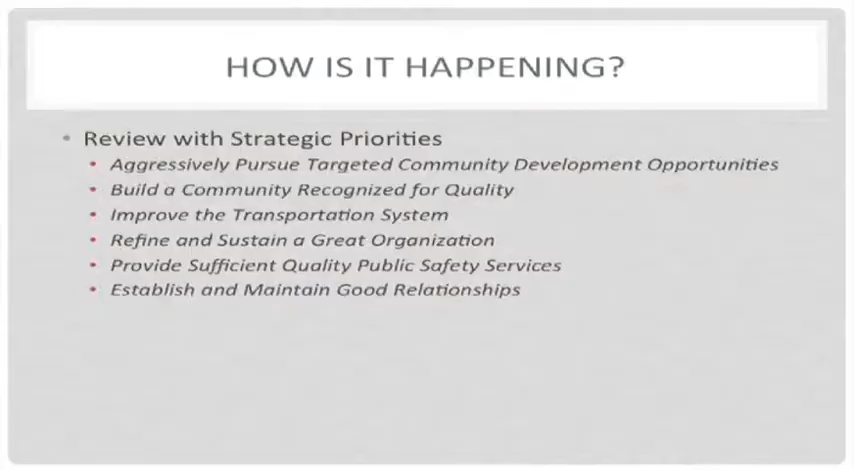 HOW IS IT HAPPENING?
• Review with Strategic Priorities
• Aggressively Pursue Targeted Community Development Opportunities
• Build a Community Recognized for Quality
• Improve the Transportation System
• Refine and Sustain a Great Organization
• Provide Sufficient Quality Public Safety Services
• Establish and Maintain Good Relationships